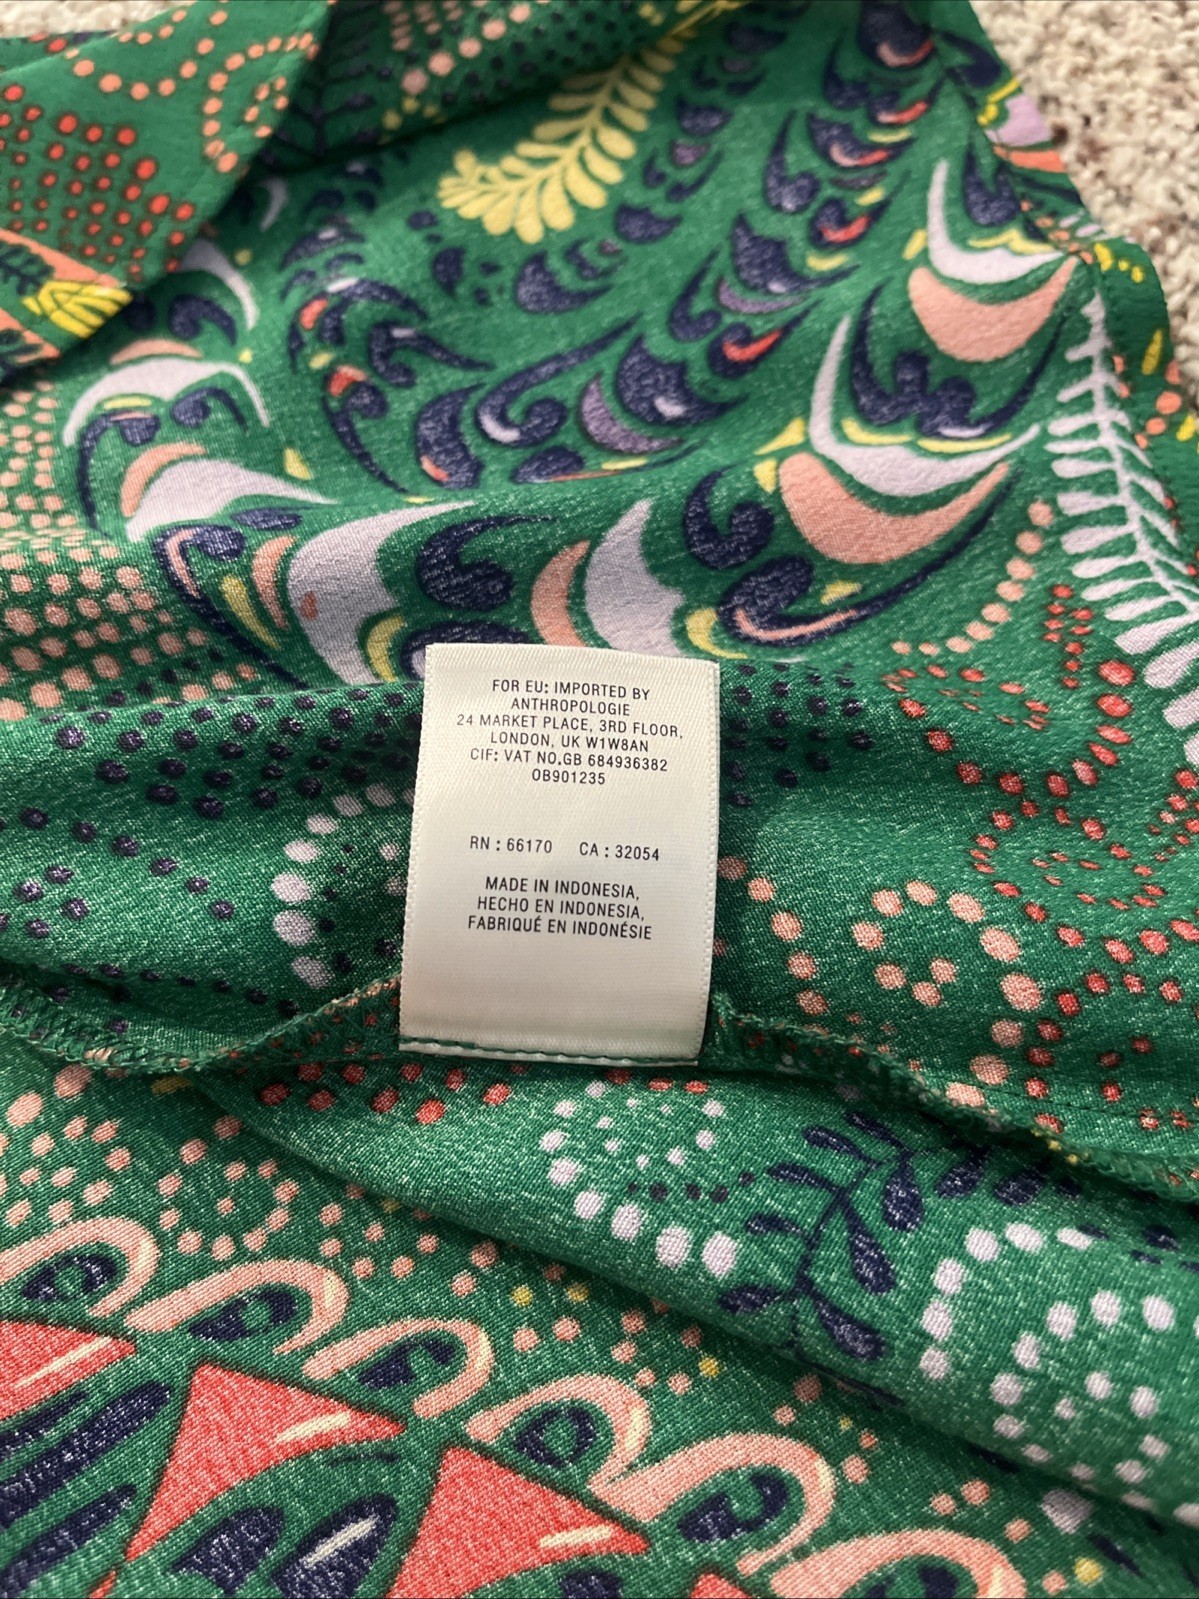 FOR EU: IMPORTED BY
ANTHROPOLOGIE
24 MARKET PLACE, 3RD FLOOR,
LONDON, UK W1W8AN
CIF: VAT NO.GB 684936382
OB901235
RN : 66170 CA : 32054
MADE IN INDONESIA,
HECHO EN INDONESIA,
FABRIQUÉ EN INDONÉSIE